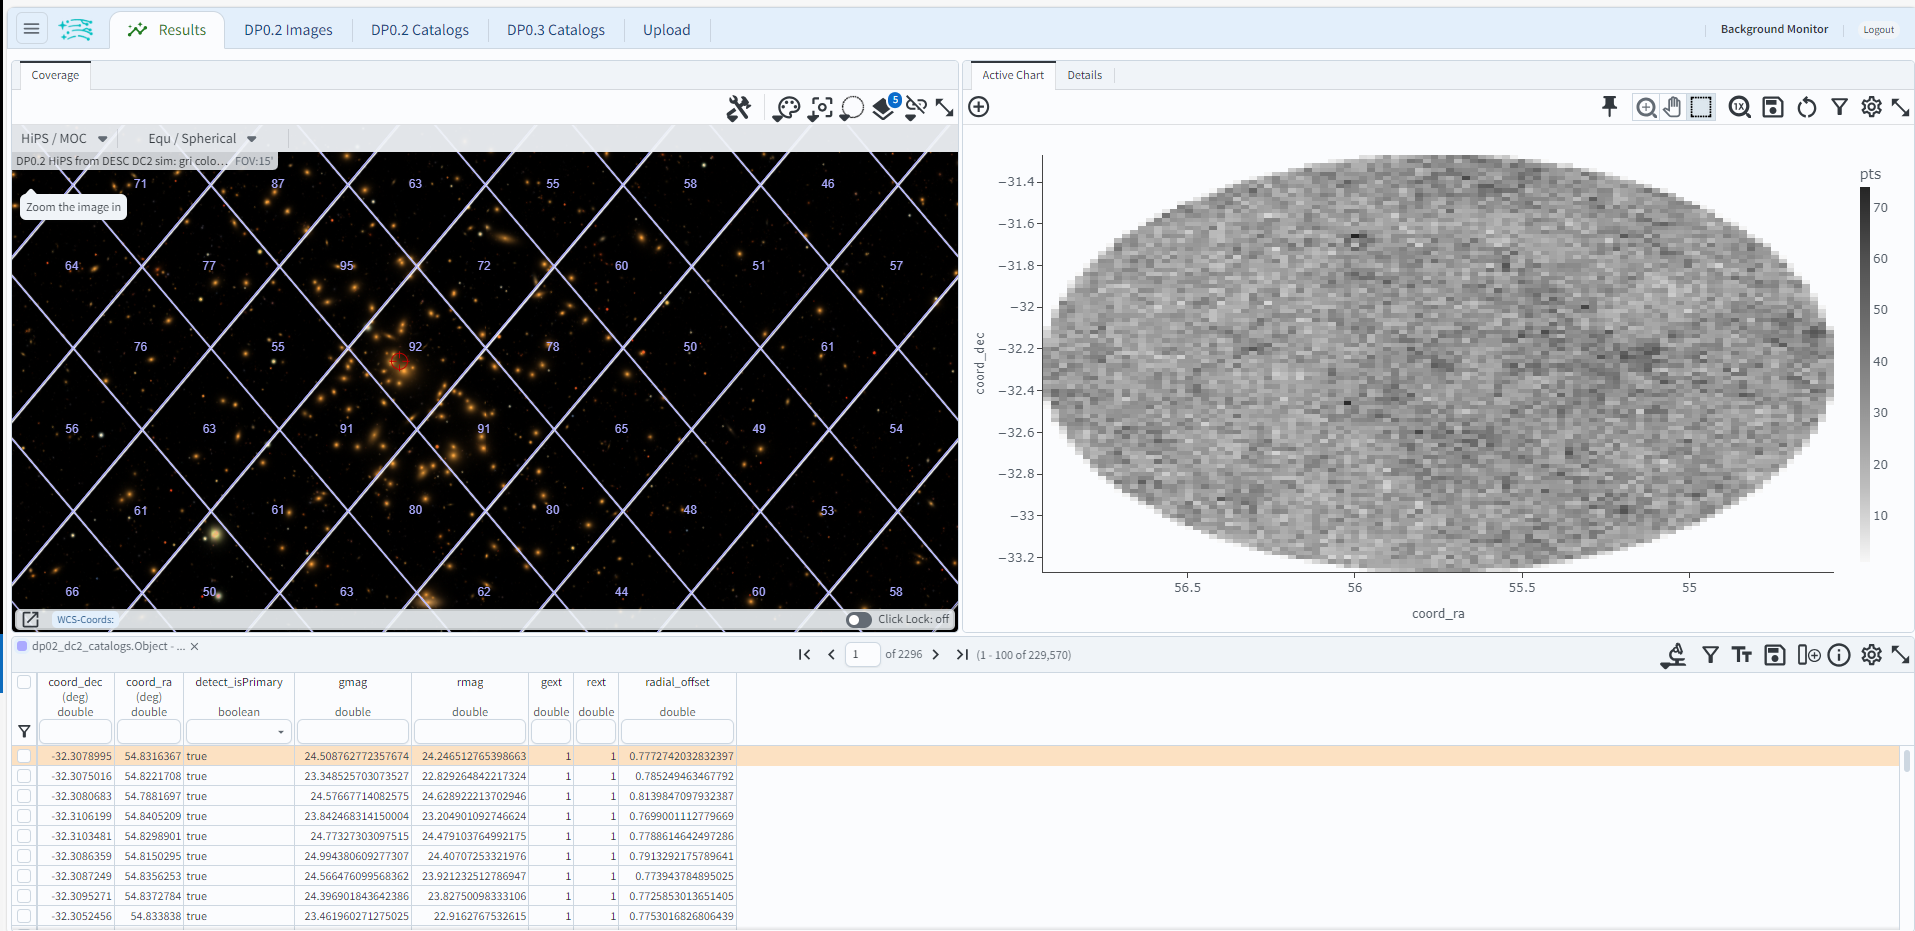 Results
DP0.2 Images
DP0.2 Catalogs
DP0.3 Catalogs
Upload
Background Monitor
Logout
Coverage
5
HiPS / MOC
Equ / Spherical
DP0.2 HiPS from DESC DC2 sim: gri colo... FOV:15'
Zoom the image in
71 87 63 55 58 46
64 77 95 72 60 51 57
76 55 92 78 50 61
56 63 91 91 65 49 54
61 61 80 80 48 53
66 50 63 62 44 60 58
WCS-Coords:
Click Lock: off
Active Chart
Details
1X
−31.4
−31.6
−31.8
−32
−32.2
−32.4
−32.6
−32.8
−33
−33.2
coord_dec
56.5 56 55.5 55
coord_ra
pts
70
60
50
40
30
20
10
dp02_dc2_catalogs.Object - ... ×
1 of 2296 (1 - 100 of 229,570)
coord_dec coord_ra detect_isPrimary gmag rmag gext rext radial_offset
(deg) (deg)
double double boolean double double double double double
-32.3078995 54.8316367 true 24.508762772357674 24.246512765398663 1 1 0.7772742032832397
-32.3075016 54.8221708 true 23.348525703073527 22.829264842217324 1 1 0.785249463467792
-32.3080683 54.7881697 true 24.57667714082575 24.628922213702946 1 1 0.8139847097932387
-32.3106199 54.8405209 true 23.842468314150004 23.204901092746624 1 1 0.7699001112779669
-32.3103481 54.8298901 true 24.77327303097515 24.479103764992175 1 1 0.7788614642497286
-32.3086359 54.8150295 true 24.994380609277307 24.40707253321976 1 1 0.7913292175789641
-32.3087249 54.8356253 true 24.566476099568362 23.921232512786947 1 1 0.773943784895025
-32.3095271 54.8372784 true 24.396901843642386 23.82750098333106 1 1 0.7725853013651405
-32.3052456 54.833838 true 23.461960271275025 22.9162767532615 1 1 0.7753016826806439